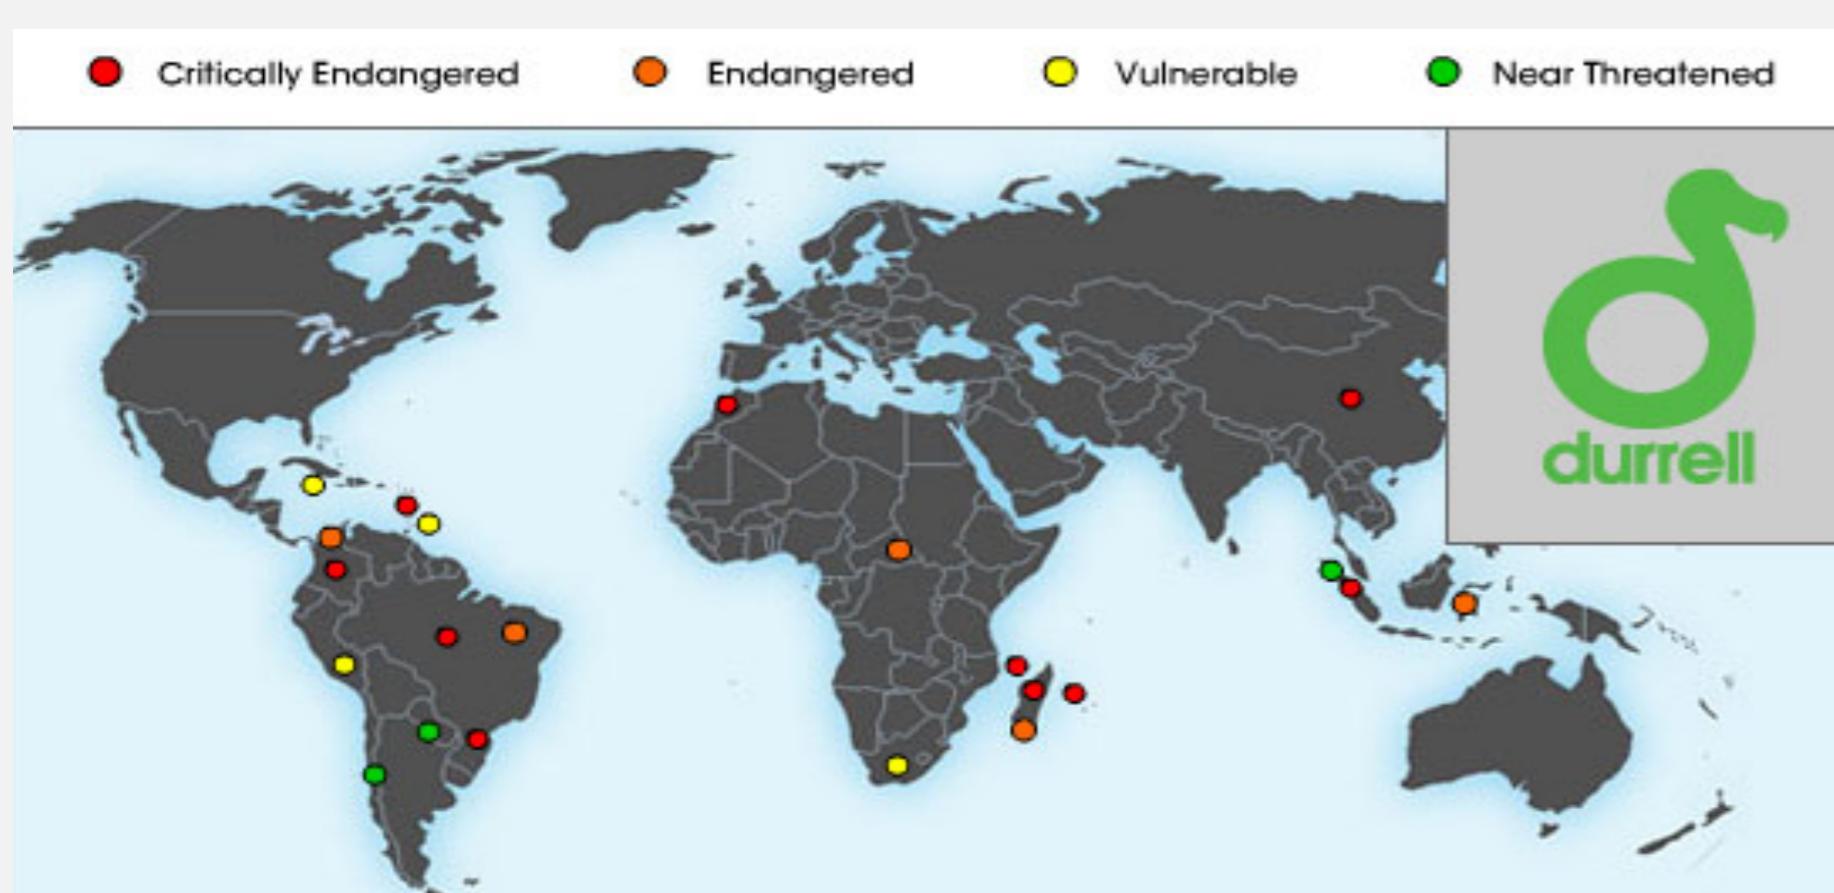 Critically Endangered
Endangered
Vulnerable
Near Threatened
durrell